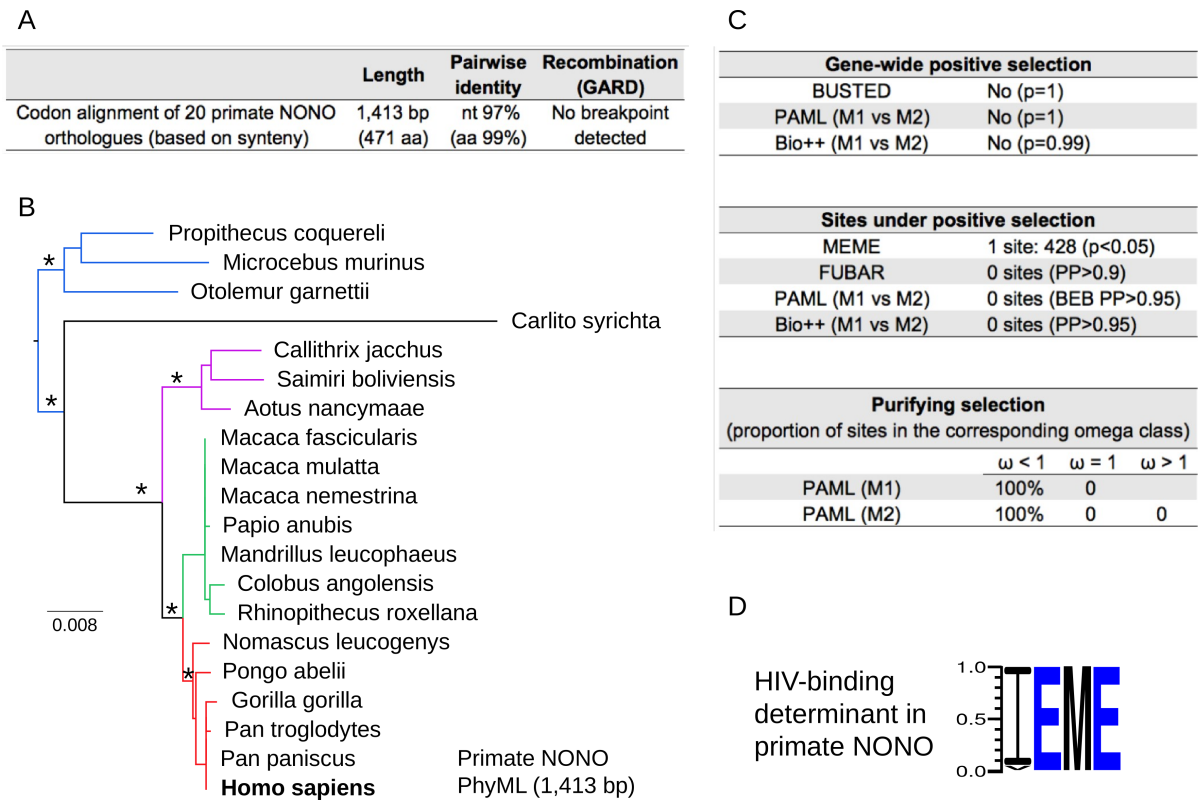 A
Length
Pairwise identity
Recombination (GARD)
Codon alignment of 20 primate NONO orthologues (based on synteny)
1,413 bp (471 aa)
nt 97% (aa 99%)
No breakpoint detected
B
*
Propithecus coquereli
Microcebus murinus
Otolemur garnettii
Carlito syrichta
*
*
Callithrix jacchus
Saimiri boliviensis
Aotus nancymaae
Macaca fascicularis
Macaca mulatta
*
Macaca nemestrina
Papio anubis
Mandrillus leucophaeus
Colobus angolensis
*
Rhinopithecus roxellana
0.008
Nomascus leucogenys
*
Pongo abelii
Gorilla gorilla
Pan troglodytes
Pan paniscus
Homo sapiens
Primate NONO
PhyML (1,413 bp)
C
Gene-wide positive selection
BUSTED No (p=1)
PAML (M1 vs M2) No (p=1)
Bio++ (M1 vs M2) No (p=0.99)
Sites under positive selection
MEME 1 site: 428 (p<0.05)
FUBAR 0 sites (PP>0.9)
PAML (M1 vs M2) 0 sites (BEB PP>0.95)
Bio++ (M1 vs M2) 0 sites (PP>0.95)
Purifying selection
(proportion of sites in the corresponding omega class)
ω < 1 ω = 1 ω > 1
PAML (M1) 100% 0
PAML (M2) 100% 0 0
D
HIV-binding
determinant in
primate NONO
1.0
0.5
0.0
IEME